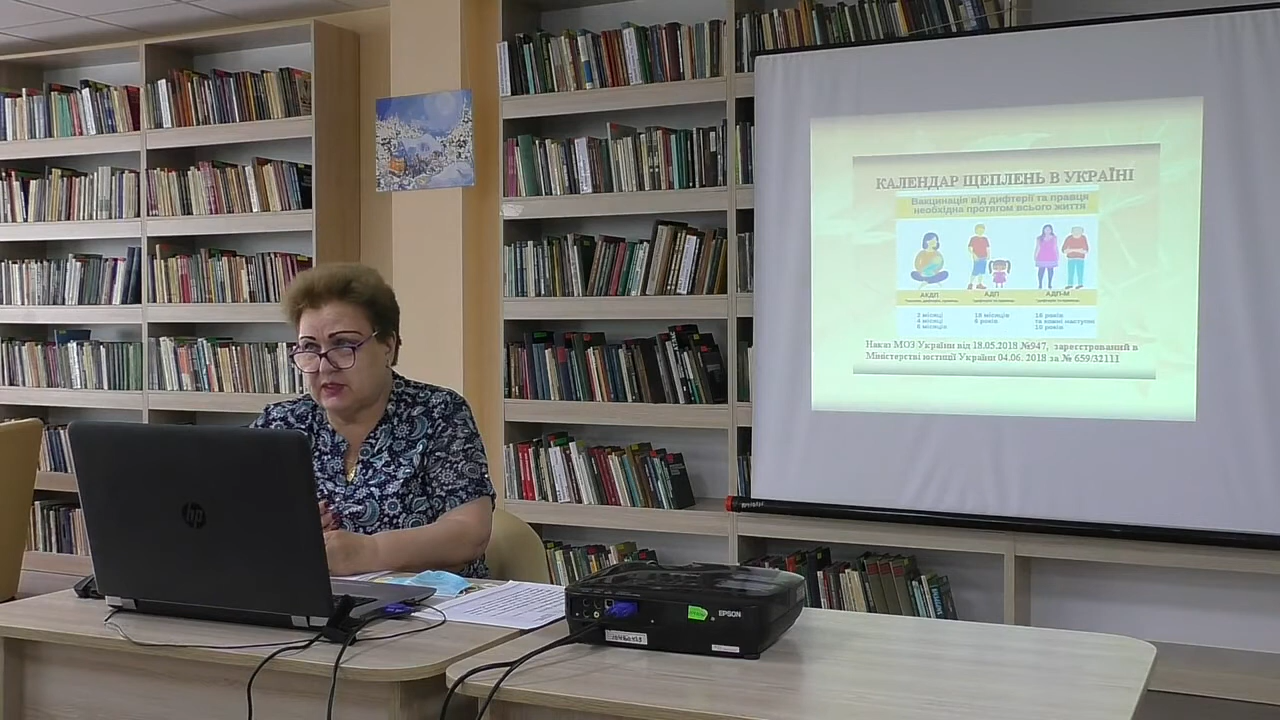 КАЛЕНДАР ЩЕПЛЕНЬ В УКРАЇНІ
Вакцинація від дифтерії та правця
необхідна протягом всього життя
АКДП
АДП
АДП-М
2 місяці
4 місяці
6 місяців
18 місяців
6 років
16 років
та кожні наступні
10 років
Наказ МОЗ України від 18.05.2018 №947, зареєстрований в
Міністерстві юстиції України 04.06. 2018 за № 659/32111
hp
EPSON